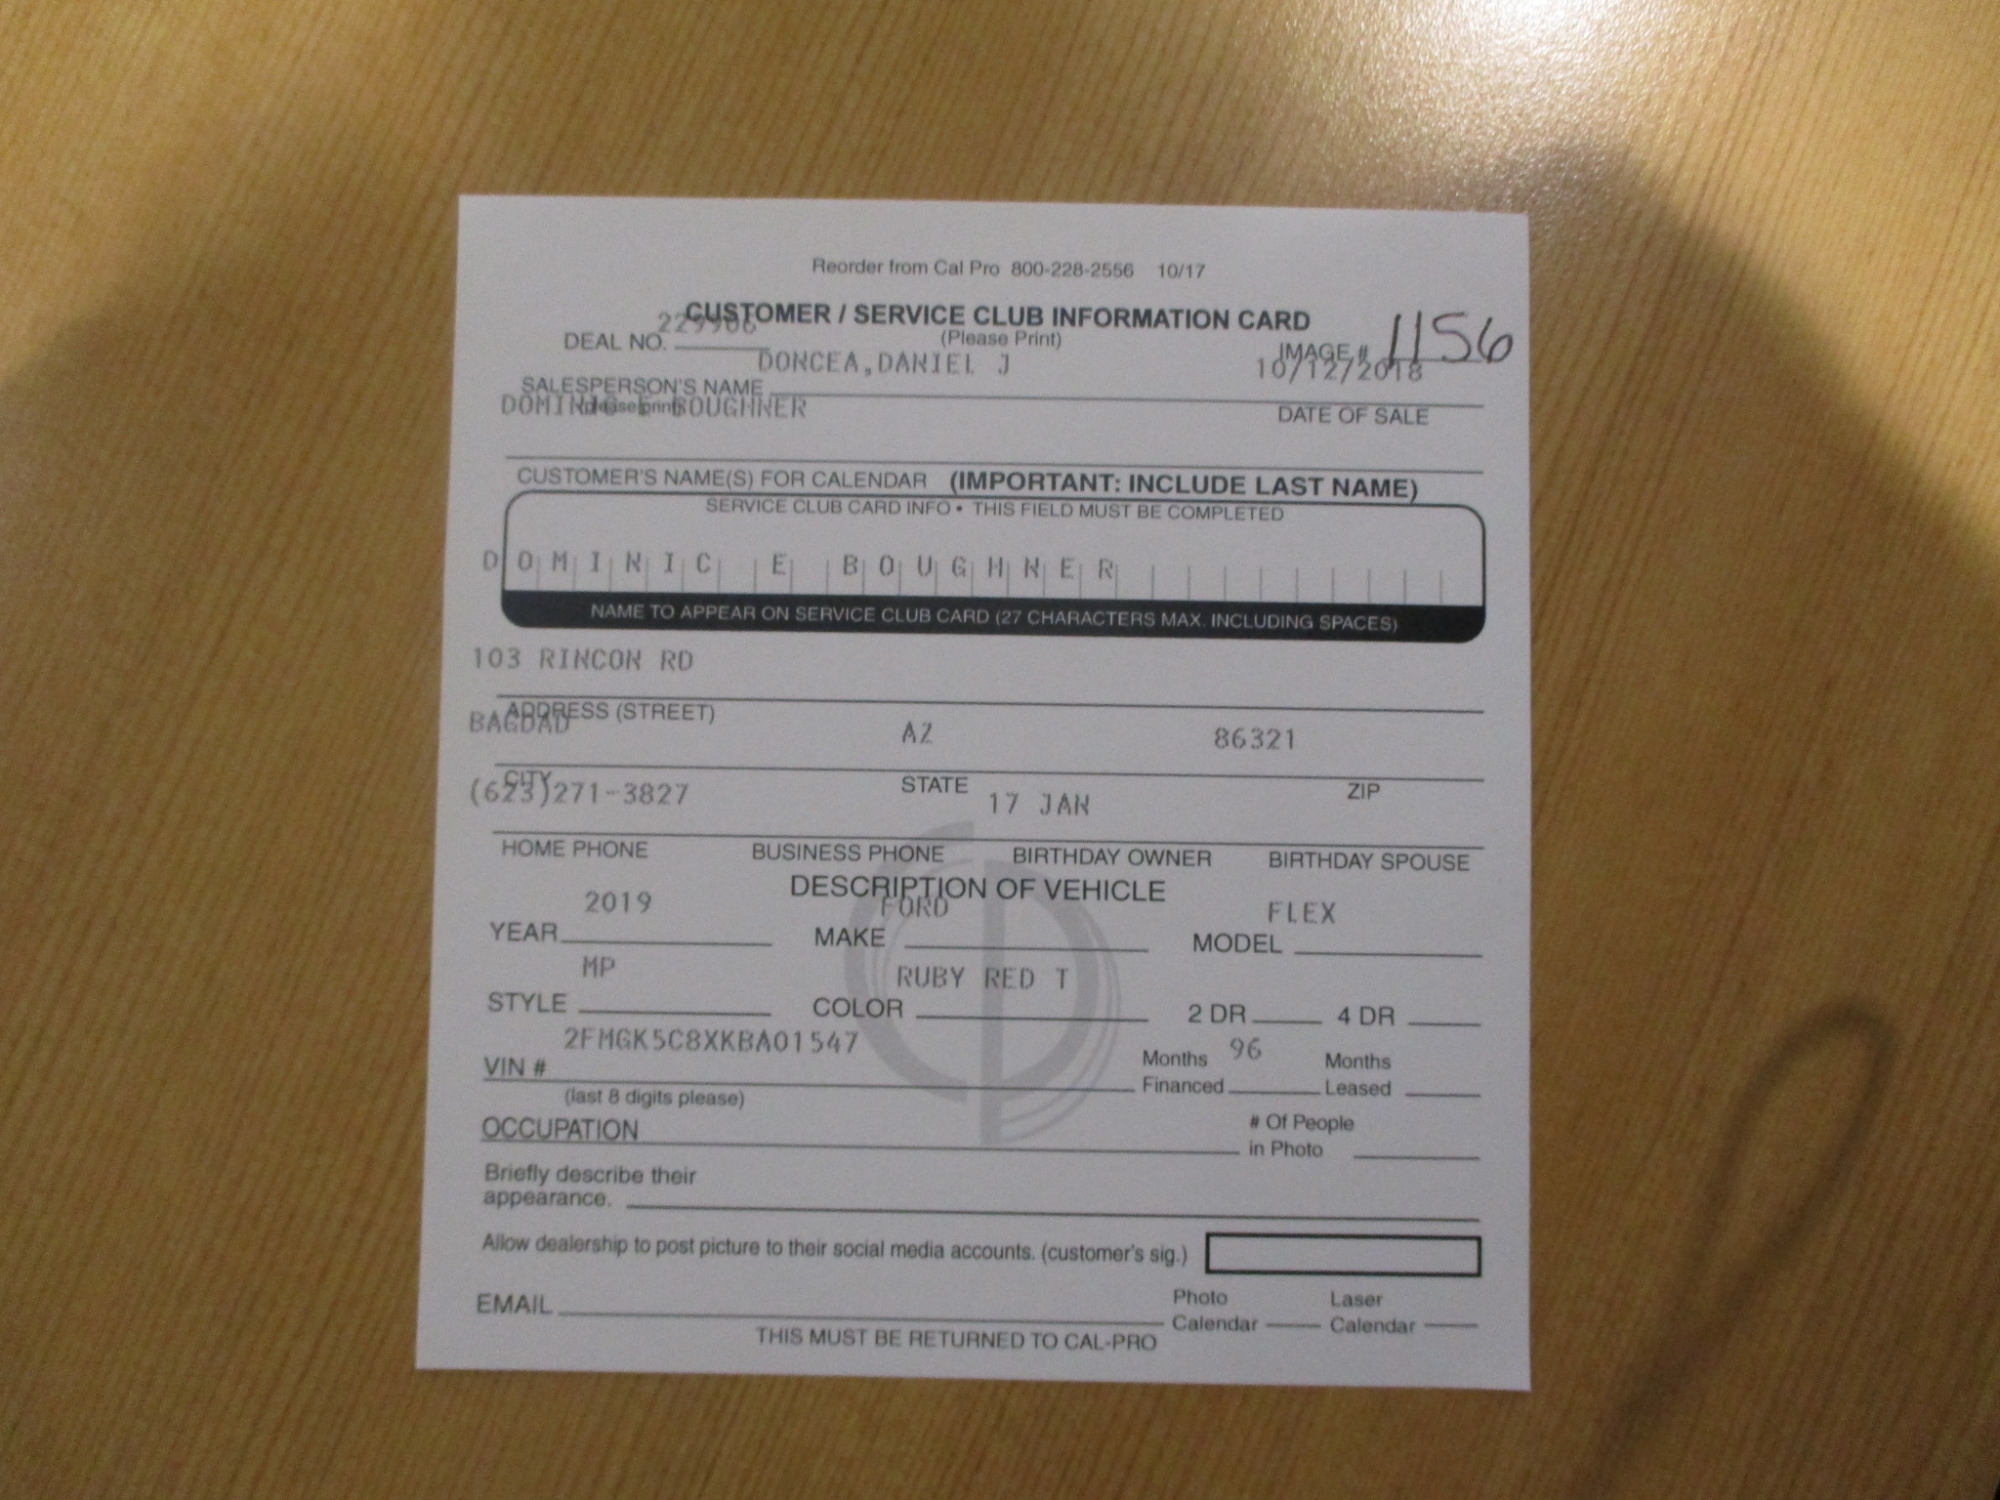 Reorder from Cal Pro 800-228-2556 10/17
CUSTOMER / SERVICE CLUB INFORMATION CARD
229906
DEAL NO.
(Please Print)
IMAGE # 1156
DONCEA,DANIEL J
10/12/2018
SALESPERSON'S NAME
(please print)
DOMINIC E BOUGHNER
DATE OF SALE
CUSTOMER'S NAME(S) FOR CALENDAR (IMPORTANT: INCLUDE LAST NAME)
SERVICE CLUB CARD INFO • THIS FIELD MUST BE COMPLETED
DOMINIC E BOUGHNER
NAME TO APPEAR ON SERVICE CLUB CARD (27 CHARACTERS MAX. INCLUDING SPACES)
103 RINCON RD
ADDRESS (STREET)
BAGDAD AZ 86321
CITY STATE ZIP
(623)271-3827 17 JAN
HOME PHONE BUSINESS PHONE BIRTHDAY OWNER BIRTHDAY SPOUSE
DESCRIPTION OF VEHICLE
2019 FORD FLEX
YEAR MAKE MODEL
MP RUBY RED T
STYLE COLOR 2 DR 4 DR
2FMGK5C8XKBA01547
VIN #
(last 8 digits please)
Months Financed 96 Months Leased
OCCUPATION
# Of People in Photo
Briefly describe their
appearance.
Allow dealership to post picture to their social media accounts. (customer's sig.)
EMAIL
Photo Calendar Laser Calendar
THIS MUST BE RETURNED TO CAL-PRO